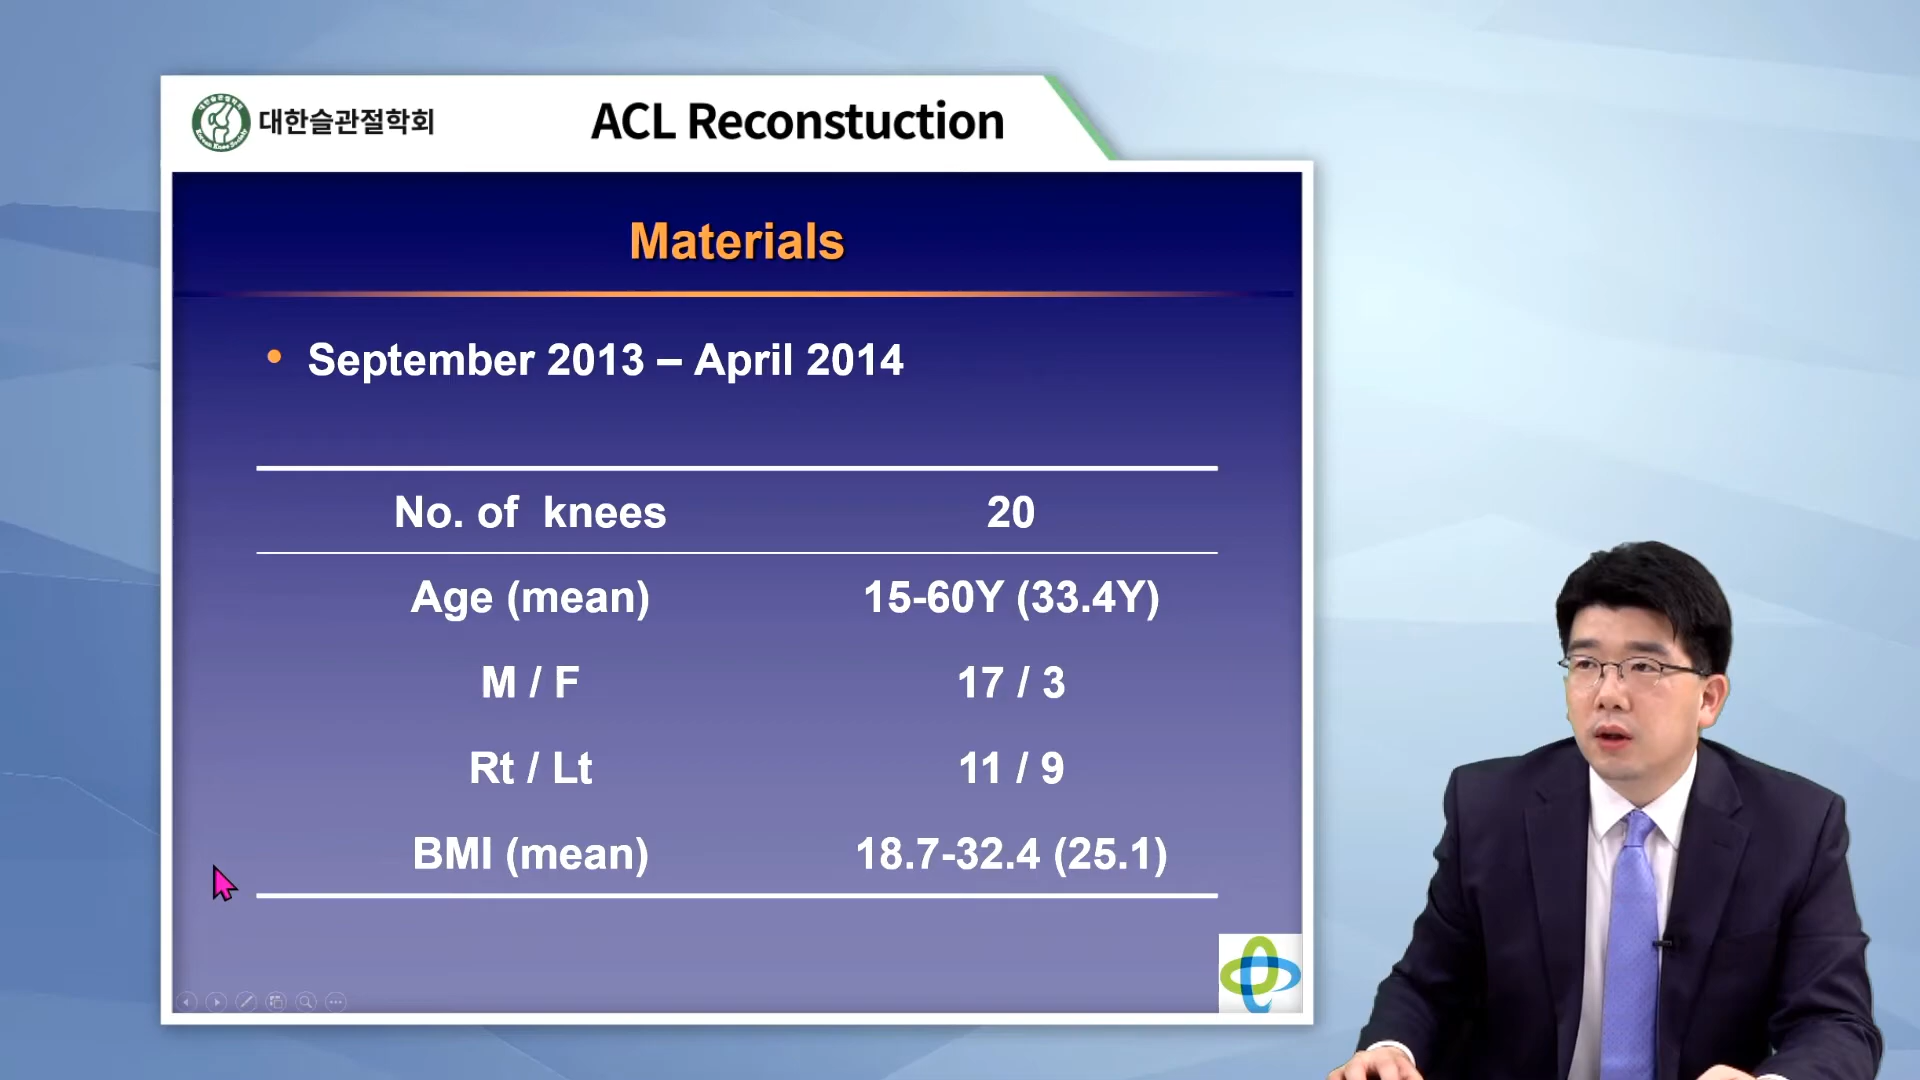 대한슬관절학회
ACL Reconstuction
Materials
• September 2013 – April 2014
No. of knees 20
Age (mean) 15-60Y (33.4Y)
M / F 17 / 3
Rt / Lt 11 / 9
BMI (mean) 18.7-32.4 (25.1)